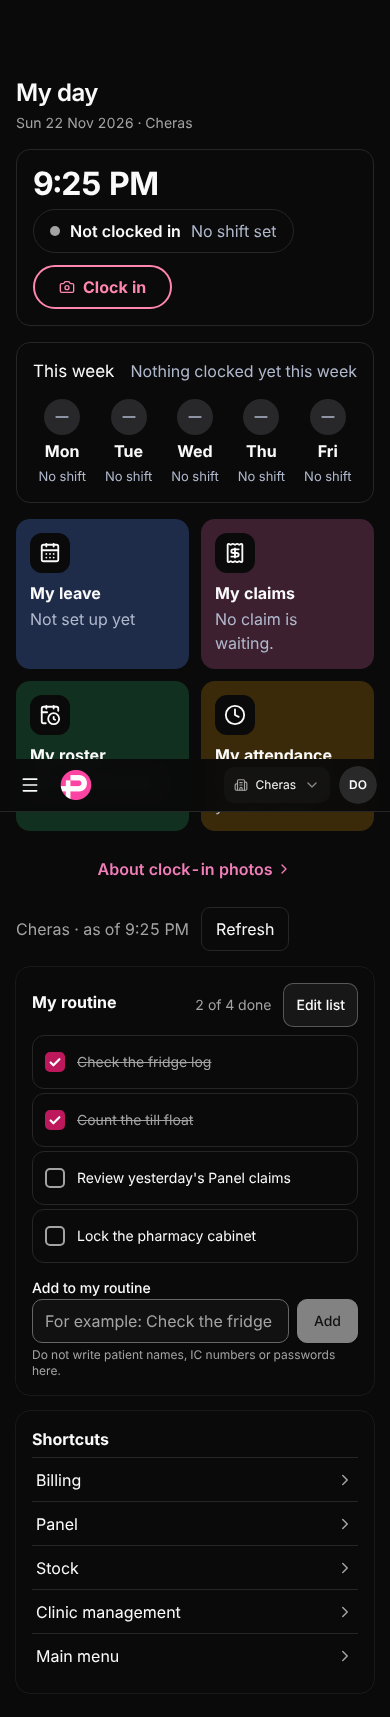 My day
Sun 22 Nov 2026 · Cheras
9:25 PM
Not clocked in No shift set
Clock in
This week Nothing clocked yet this week
Mon Tue Wed Thu Fri
No shift No shift No shift No shift No shift
My leave
Not set up yet
My claims
No claim is
waiting.
My roster
My attendance
Cheras
DO
About clock-in photos
Cheras · as of 9:25 PM Refresh
My routine 2 of 4 done Edit list
Check the fridge log
Count the till float
Review yesterday's Panel claims
Lock the pharmacy cabinet
Add to my routine
For example: Check the fridge Add
Do not write patient names, IC numbers or passwords
here.
Shortcuts
Billing
Panel
Stock
Clinic management
Main menu